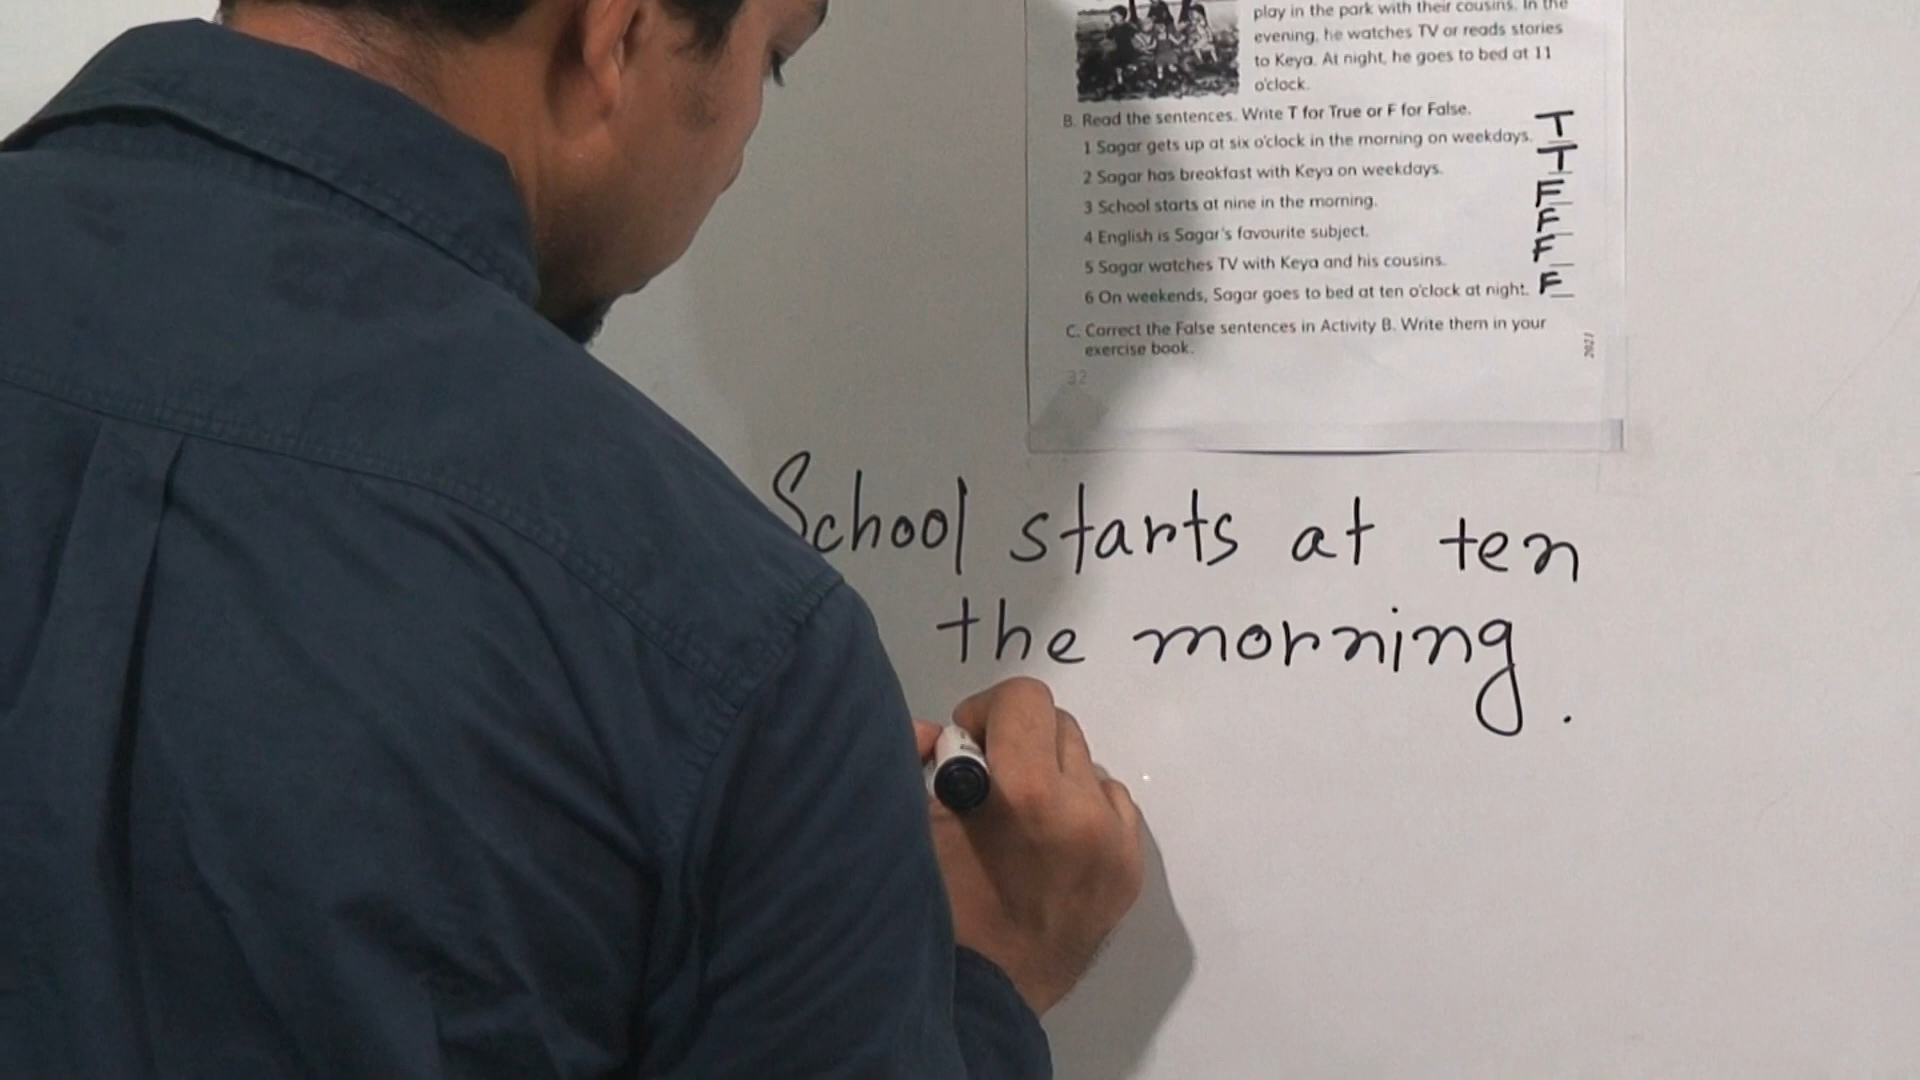 play in the park with their cousins. In the
evening, he watches TV or reads stories
to Keya. At night, he goes to bed at 11
o'clock.
B. Read the sentences. Write T for True or F for False.
1 Sagar gets up at six o'clock in the morning on weekdays. T
2 Sagar has breakfast with Keya on weekdays. T
3 School starts at nine in the morning. F
4 English is Sagar's favourite subject. F
5 Sagar watches TV with Keya and his cousins. F
6 On weekends, Sagar goes to bed at ten o'clock at night. F
C. Correct the False sentences in Activity B. Write them in your
exercise book.
2021
32
School starts at ten
the morning.